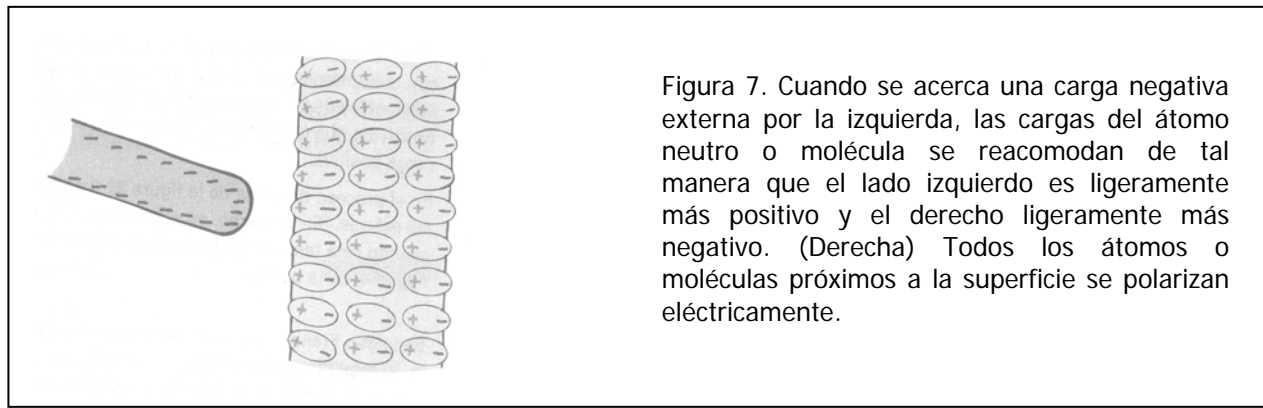 Figura 7. Cuando se acerca una carga negativa
externa por la izquierda, las cargas del átomo
neutro o molécula se reacomodan de tal
manera que el lado izquierdo es ligeramente
más positivo y el derecho ligeramente más
negativo. (Derecha) Todos los átomos o
moléculas próximos a la superficie se polarizan
eléctricamente.